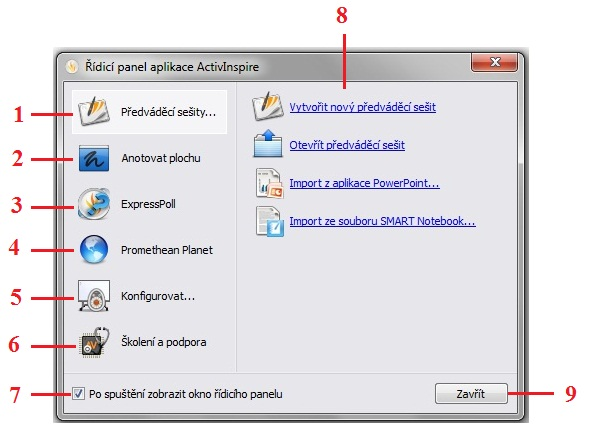 8
Řídicí panel aplikace ActivInspire
1 Předváděcí sešity... Vytvořit nový předváděcí sešit
2 Anotovat plochu Otevřít předváděcí sešit
3 ExpressPoll Import z aplikace PowerPoint...
4 Promethean Planet Import ze souboru SMART Notebook...
5 Konfigurovat...
6 Školení a podpora
7 Po spuštění zobrazit okno řídicího panelu Zavřít 9